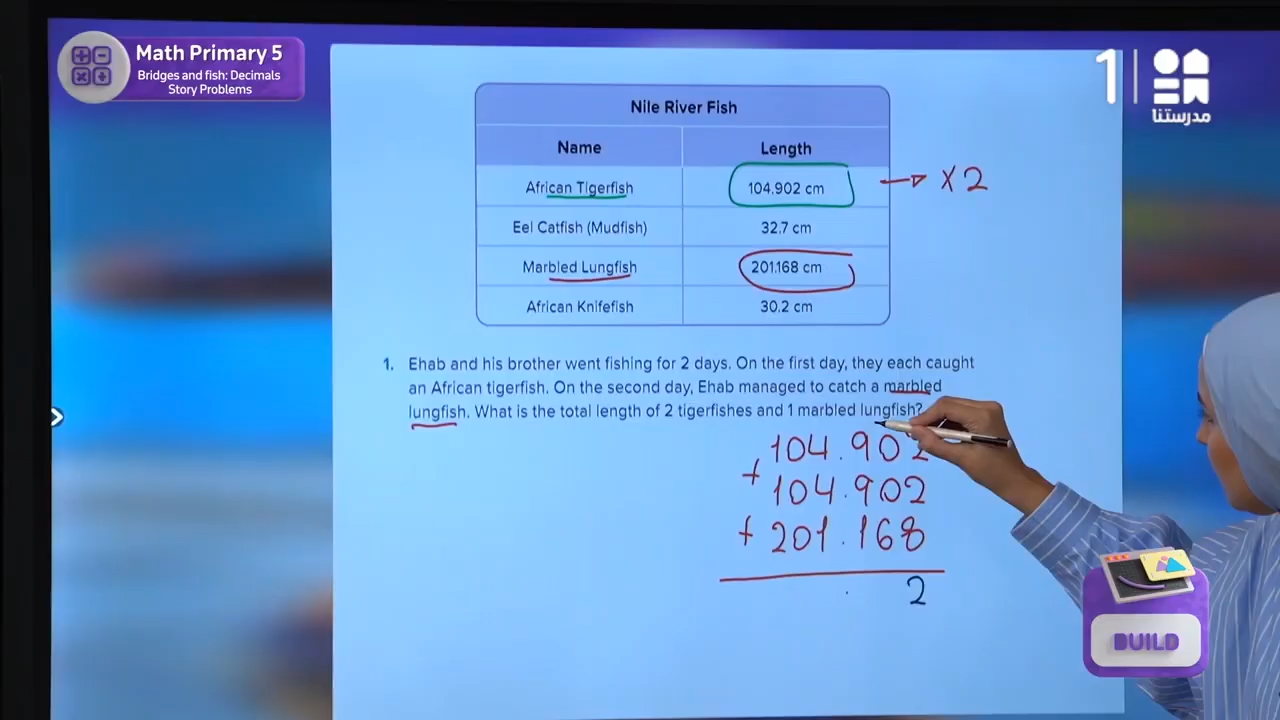 Math Primary 5
Bridges and fish: Decimals
Story Problems
1
مدرستنا
Nile River Fish
Name Length
African Tigerfish 104.902 cm → X 2
Eel Catfish (Mudfish) 32.7 cm
Marbled Lungfish 201.168 cm
African Knifefish 30.2 cm
1. Ehab and his brother went fishing for 2 days. On the first day, they each caught
an African tigerfish. On the second day, Ehab managed to catch a marbled
lungfish. What is the total length of 2 tigerfishes and 1 marbled lungfish?
104.902
+ 104.902
+ 201.168
. 2
BUILD